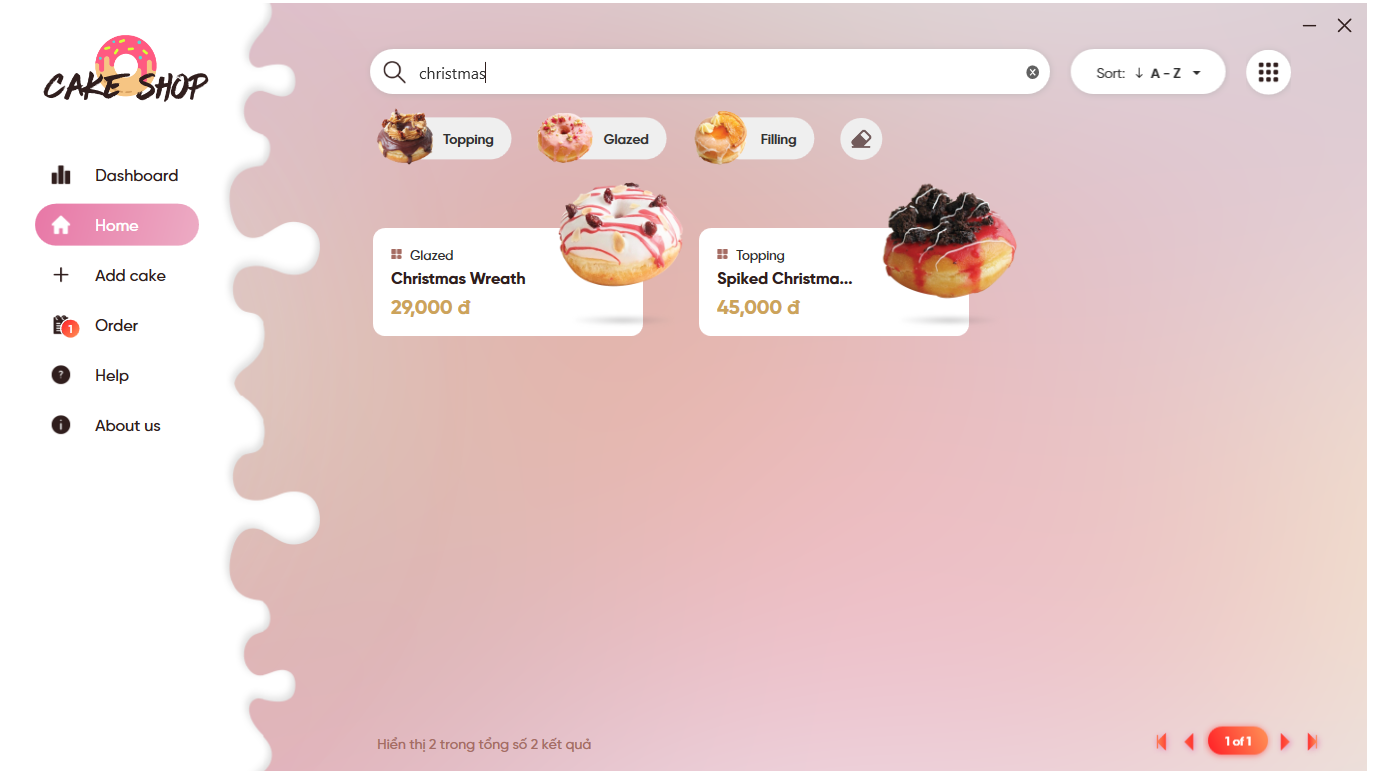 CAKE SHOP
Dashboard
Home
Add cake
1
Order
Help
About us
christmas
Sort: ↓ A - Z
Topping
Glazed
Filling
Glazed
Christmas Wreath
29,000 đ
Topping
Spiked Christma...
45,000 đ
Hiển thị 2 trong tổng số 2 kết quả
1 of 1